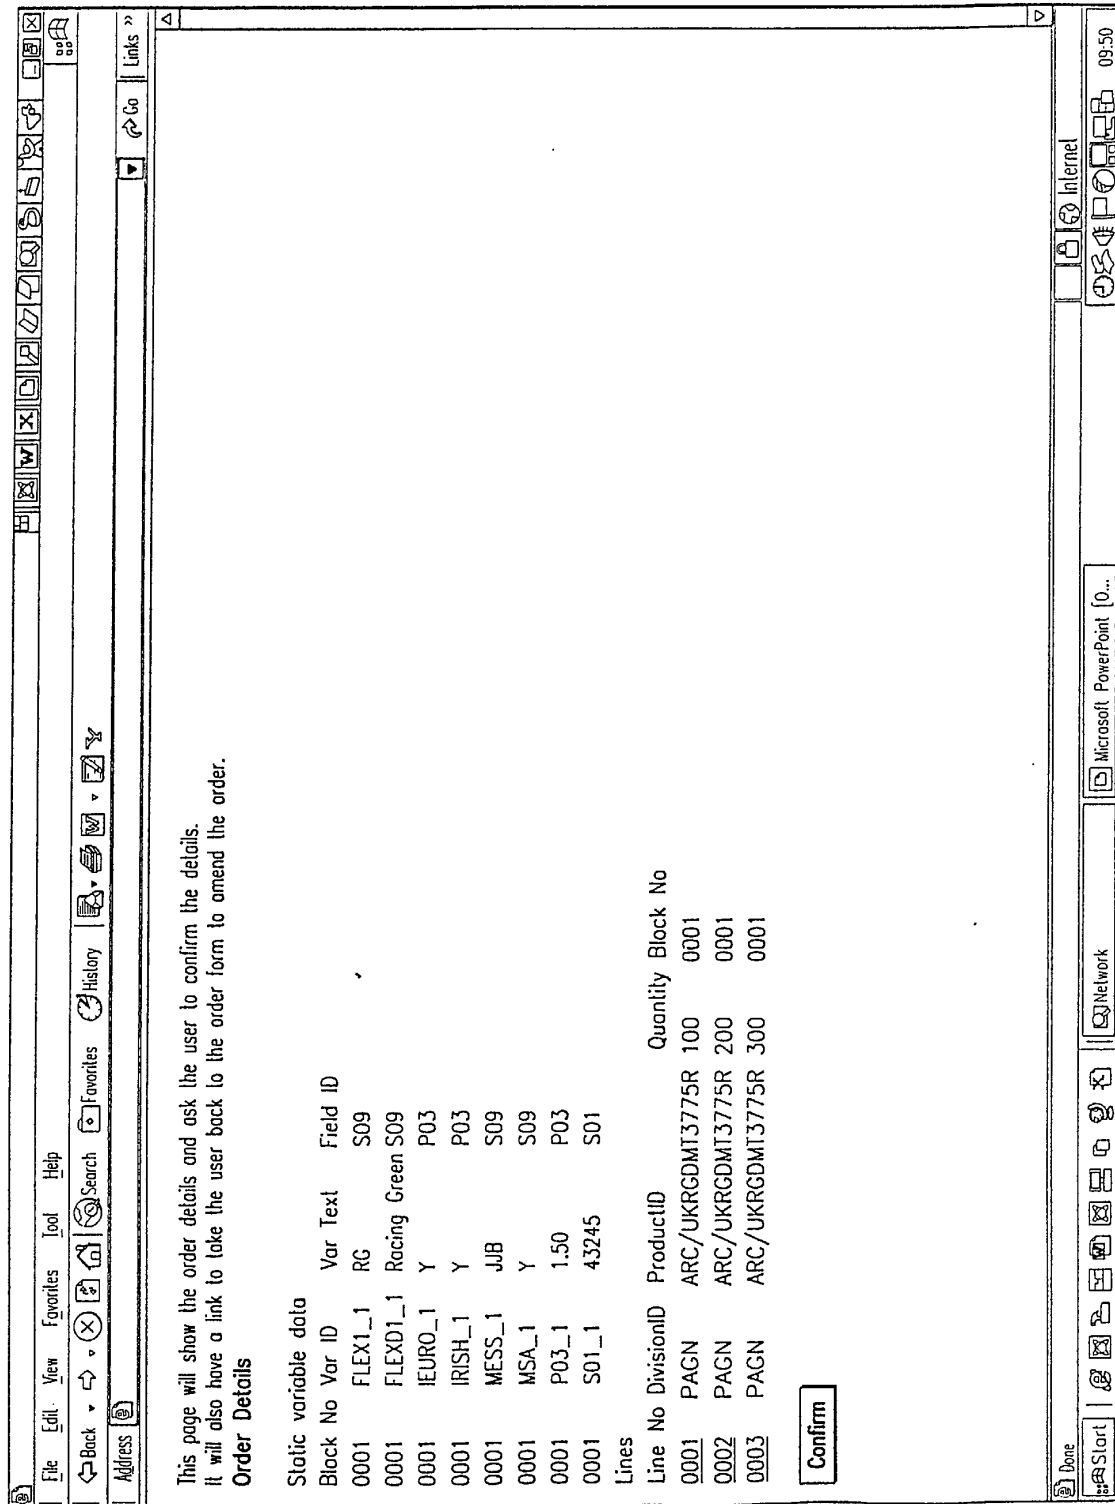 File Edit View Favorites Tool Help
Back Search Favorites History
Address Go Links »
This page will show the order details and ask the user to confirm the details.
It will also have a link to take the user back to the order form to amend the order.
Order Details
Static variable data
Block No Var ID Var Text Field ID
0001 FLEX1_1 RG S09
0001 FLEXD1_1 Racing Green S09
0001 IEURO_1 Y P03
0001 IRISH_1 Y P03
0001 MESS_1 JJB S09
0001 MSA_1 Y S09
0001 P03_1 1.50 P03
0001 S01_1 43245 S01
Lines
Line No DivisionID ProductID Quantity Block No
0001 PAGN ARC/UKRGDMT3775R 100 0001
0002 PAGN ARC/UKRGDMT3775R 200 0001
0003 PAGN ARC/UKRGDMT3775R 300 0001
Confirm
Done Internet
Start Network Microsoft PowerPoint [0... 09:50